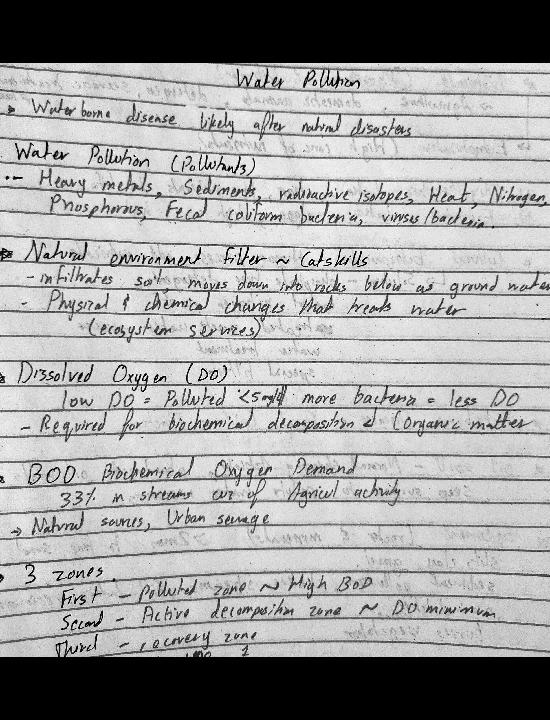 Water Pollution
Waterborne disease likely after natural disasters
Water Pollution (Pollutants)
- Heavy metals, Sediments, radioactive isotopes, Heat, Nitrogen,
Phosphorous, Fecal coliform bacteria, viruses/bacteria.
Natural environment filter ~ Catskills
- infiltrates soil moves down into rocks below as ground water
- Physical & chemical changes that treats water
(ecosystem services)
Dissolved Oxygen (DO)
low DO = Polluted <5 mg/l more bacteria = less DO
- Required for biochemical decomposition (Organic matter
BOD Biochemical Oxygen Demand
33% in streams cuz of Agricul activity.
→ Natural sources, Urban sewage
3 zones.
First - Polluted zone ~ High BOD
Second - Active decomposition zone ~ DO minimum
Third - recovery zone